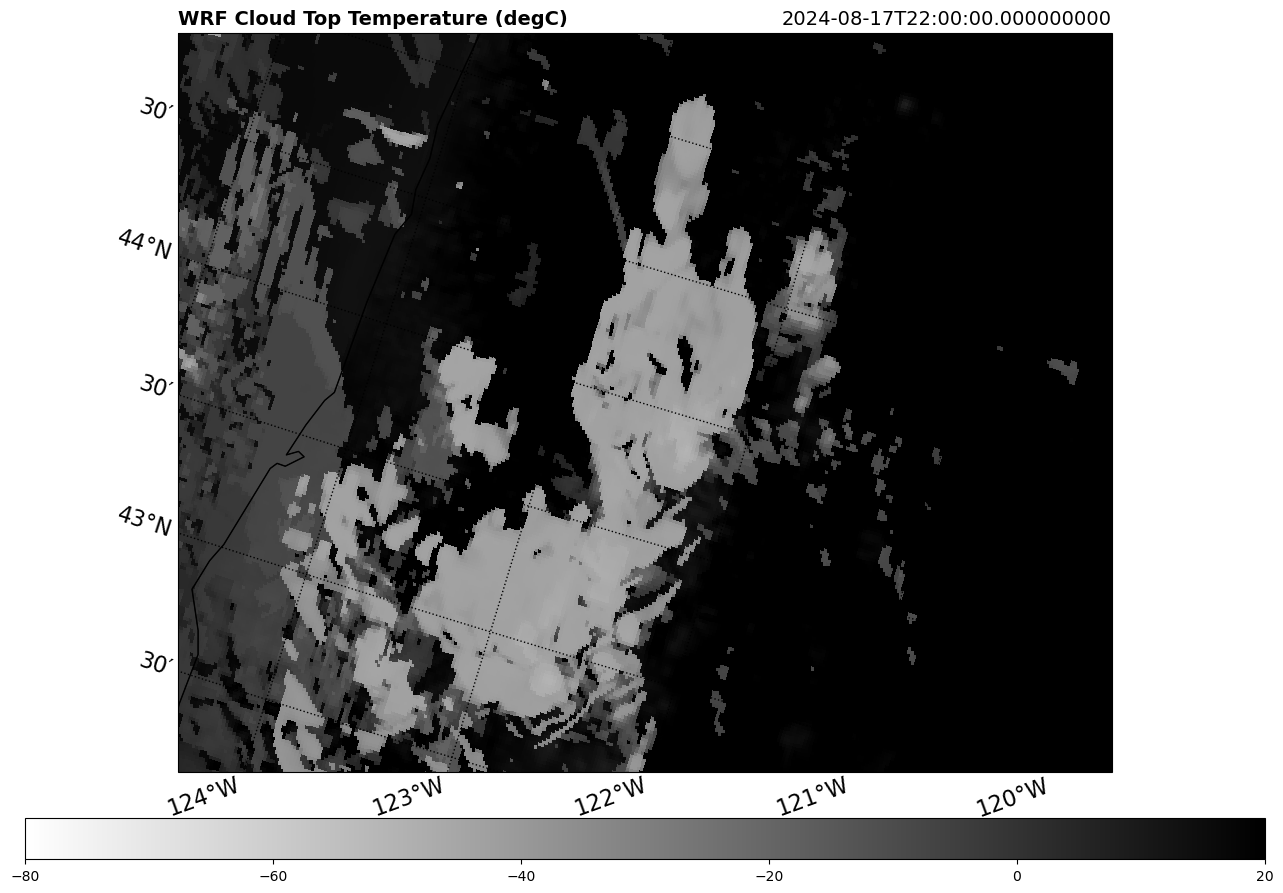 WRF Cloud Top Temperature (degC)
2024-08-17T22:00:00.000000000
30′
44°N
30′
43°N
30′
124°W
123°W
122°W
121°W
120°W
−80
−60
−40
−20
0
20